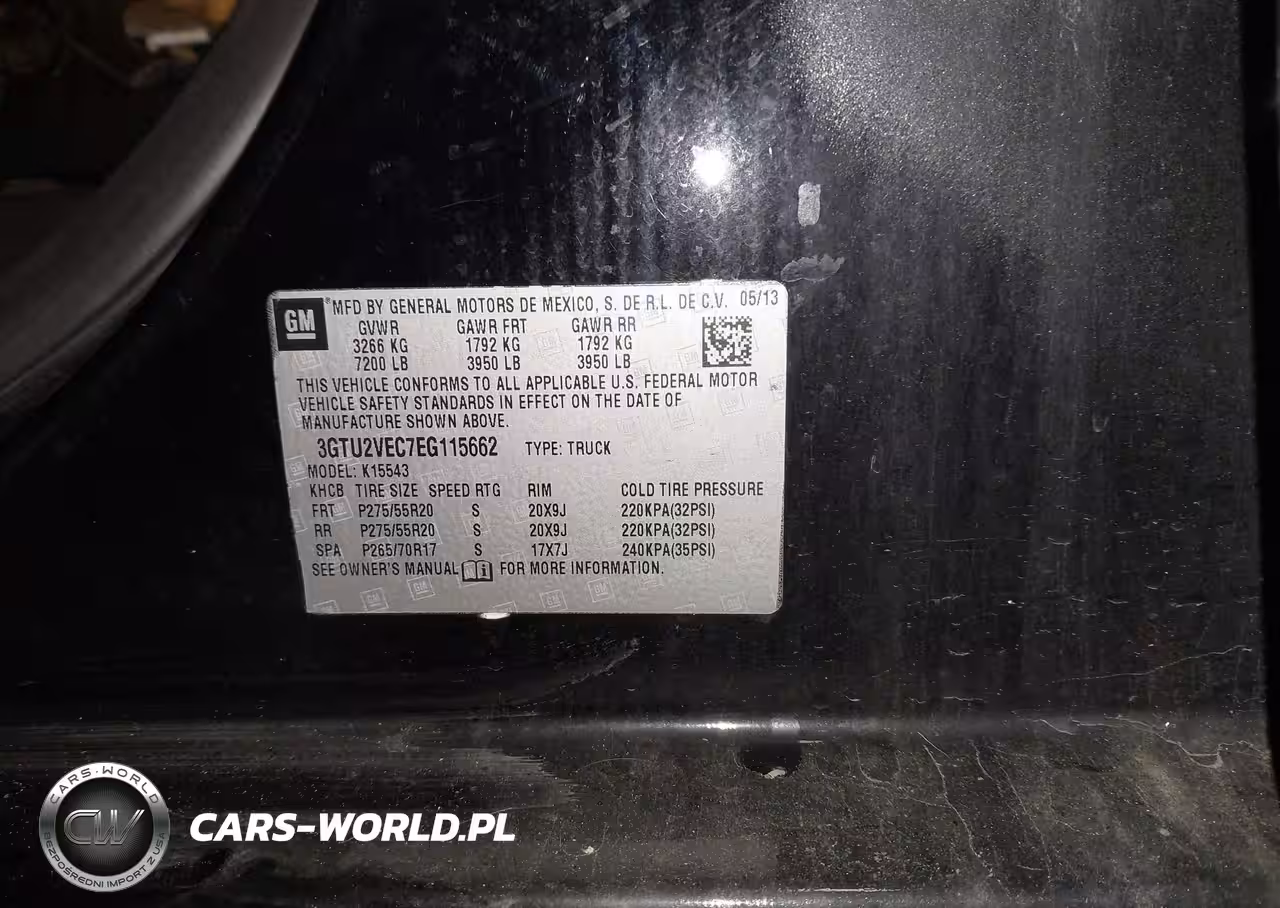 GM ® MFD BY GENERAL MOTORS DE MEXICO, S. DE R.L. DE C.V. 05/13
GVWR GAWR FRT GAWR RR
3266 KG 1792 KG 1792 KG
7200 LB 3950 LB 3950 LB
THIS VEHICLE CONFORMS TO ALL APPLICABLE U.S. FEDERAL MOTOR
VEHICLE SAFETY STANDARDS IN EFFECT ON THE DATE OF
MANUFACTURE SHOWN ABOVE.
3GTU2VEC7EG115662 TYPE: TRUCK
MODEL: K15543
KHCB TIRE SIZE SPEED RTG RIM COLD TIRE PRESSURE
FRT P275/55R20 S 20X9J 220KPA(32PSI)
RR P275/55R20 S 20X9J 220KPA(32PSI)
SPA P265/70R17 S 17X7J 240KPA(35PSI)
SEE OWNER'S MANUAL FOR MORE INFORMATION.
CARS-WORLD
CW
BEZPOŚREDNI IMPORT Z USA
CARS-WORLD.PL